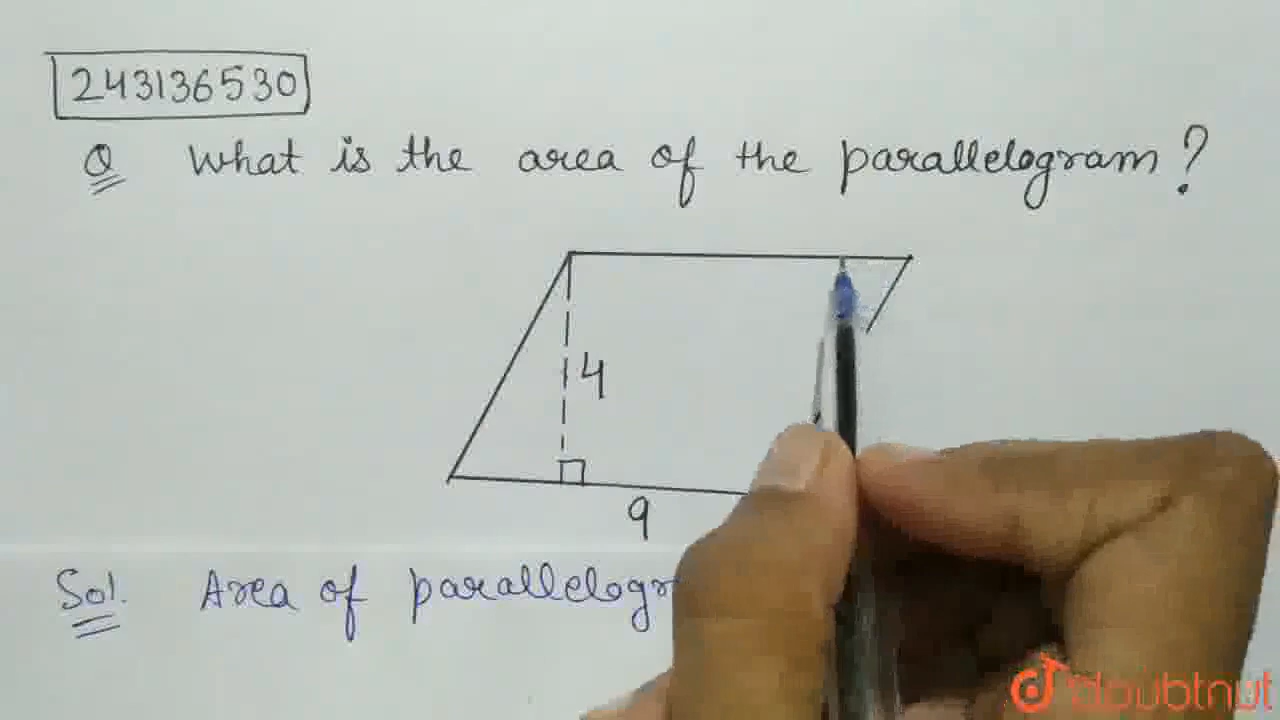 243136530
Q What is the area of the parallelogram?
4
9
Sol. Area of parallelogr
doubtnut